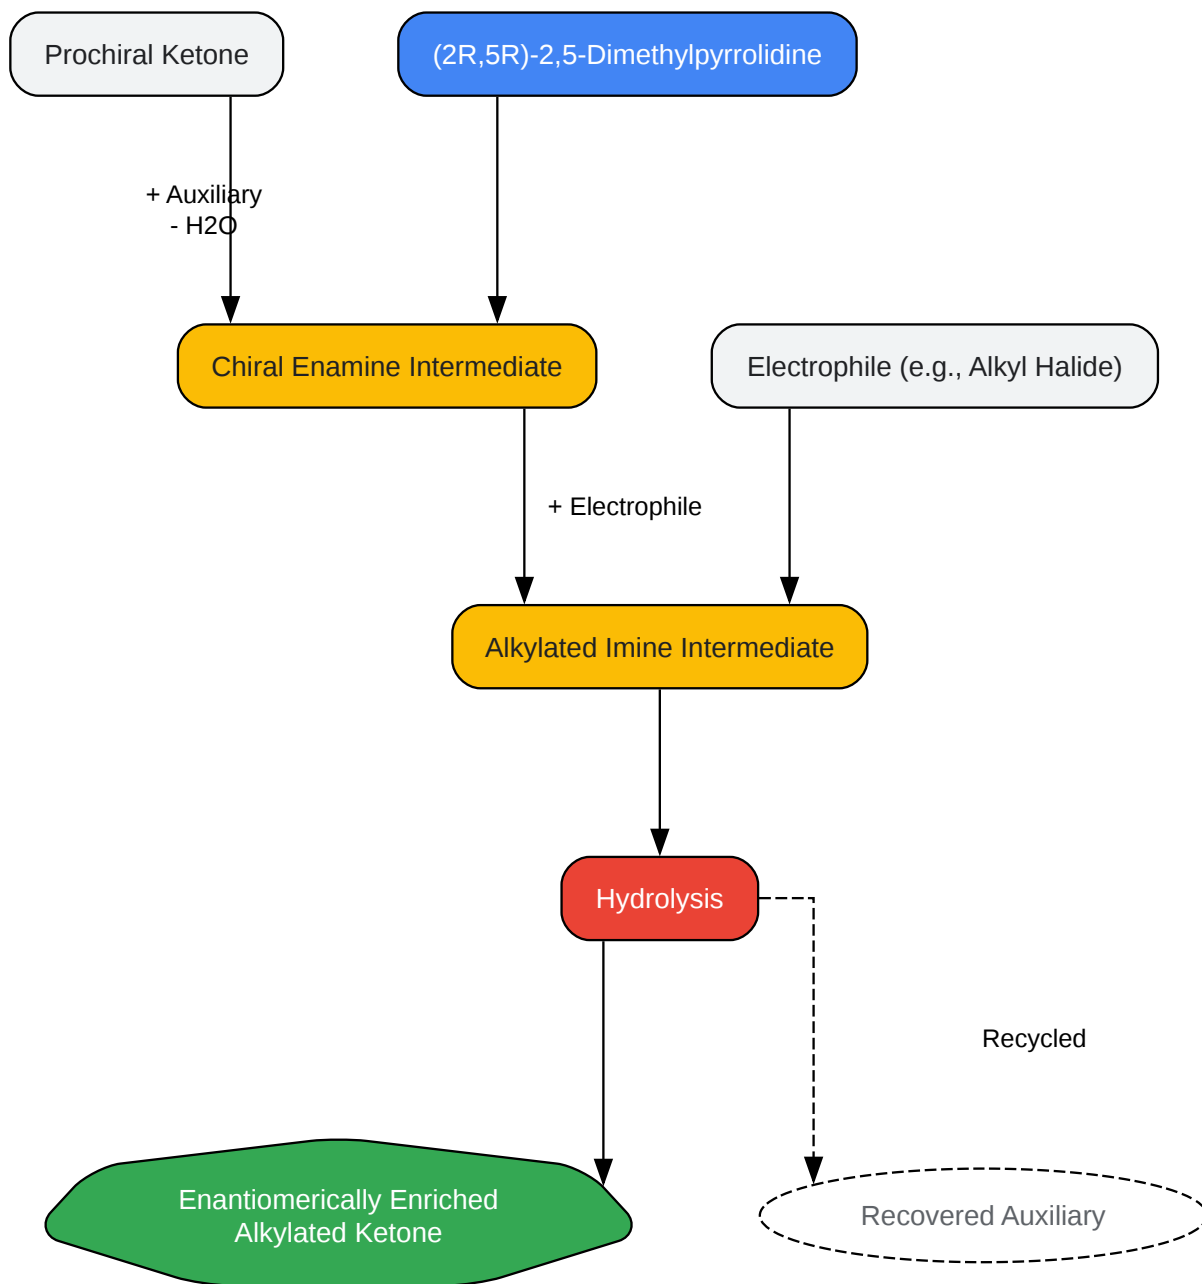 Prochiral Ketone
(2R,5R)-2,5-Dimethylpyrrolidine
+ Auxiliary
- H2O
Chiral Enamine Intermediate
Electrophile (e.g., Alkyl Halide)
+ Electrophile
Alkylated Imine Intermediate
Hydrolysis
Recycled
Enantiomerically Enriched
Alkylated Ketone
Recovered Auxiliary